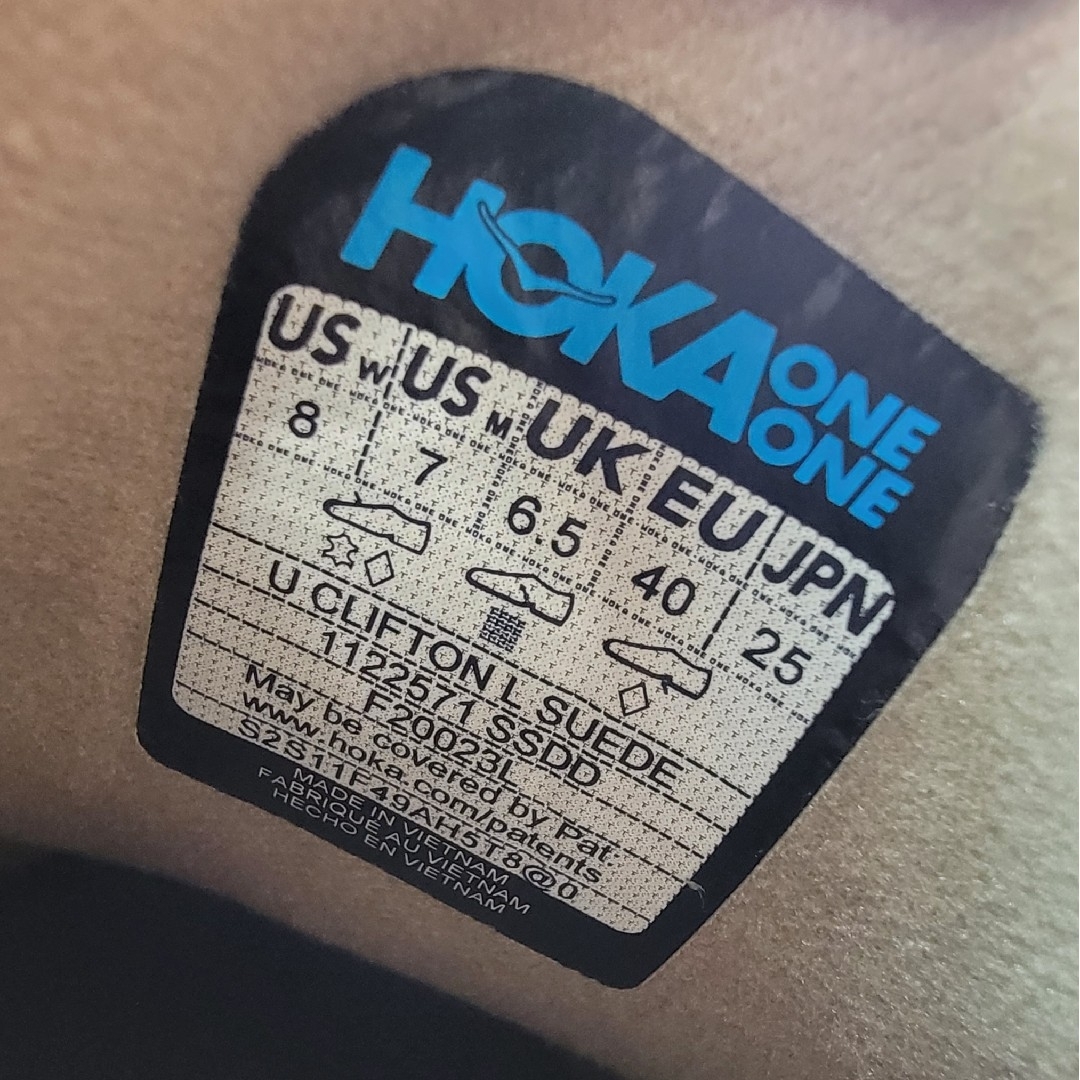 HOKA ONE ONE
US W US M UK EU JPN
8 7 6.5 40 25
U CLIFTON L SUEDE
1122571 SSDD
F20023L
May be covered by Pat.
www.hoka.com/patents
S2S11F49AH5T8@0
MADE IN VIETNAM
FABRIQUÉ AU VIETNAM
HECHO EN VIETNAM